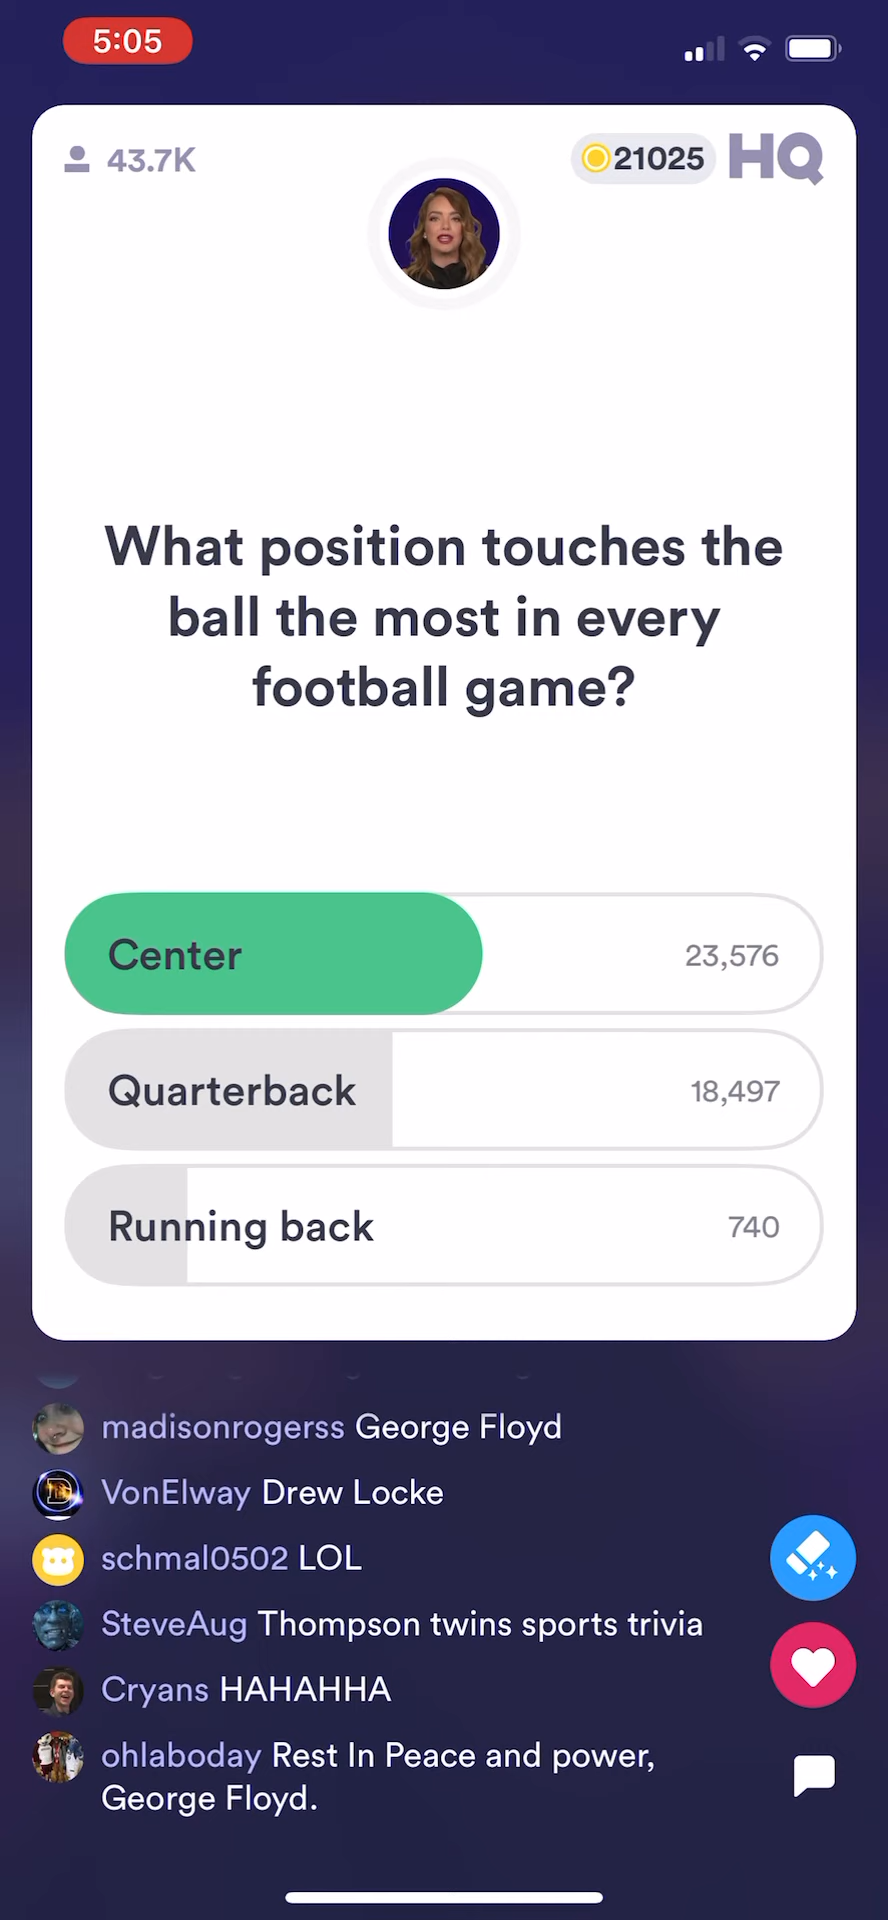 5:05
43.7K
21025 HQ
What position touches the
ball the most in every
football game?
Center 23,576
Quarterback 18,497
Running back 740
madisonrogerss George Floyd
VonElway Drew Locke
schmal0502 LOL
SteveAug Thompson twins sports trivia
Cryans HAHAHHA
ohlaboday Rest In Peace and power,
George Floyd.